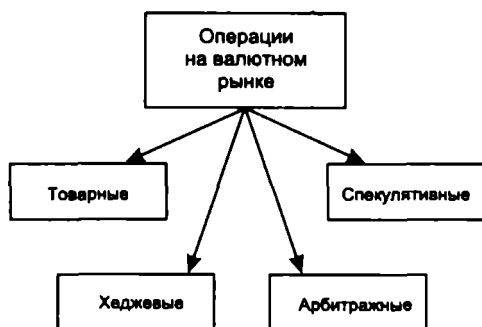 Операции
на валютном
рынке
Товарные
Спекулятивные
Хеджевые
Арбитражные